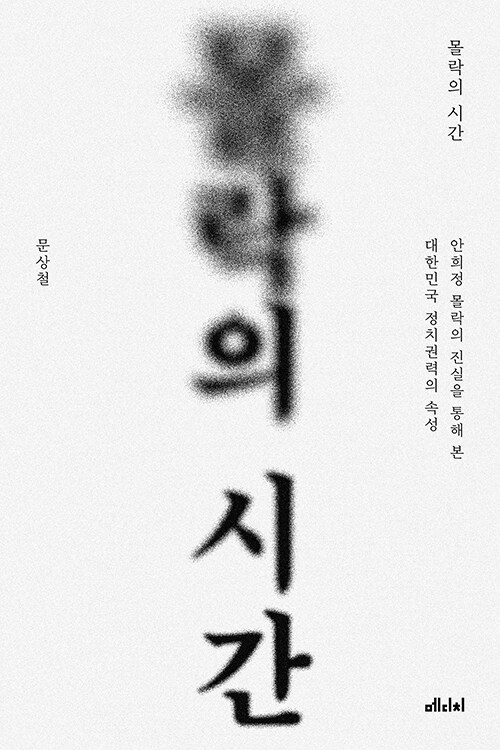 몰락의 시간
몰락의 시간
안희정 몰락의 진실을 통해 본
대한민국 정치권력의 속성
문상철
메디치